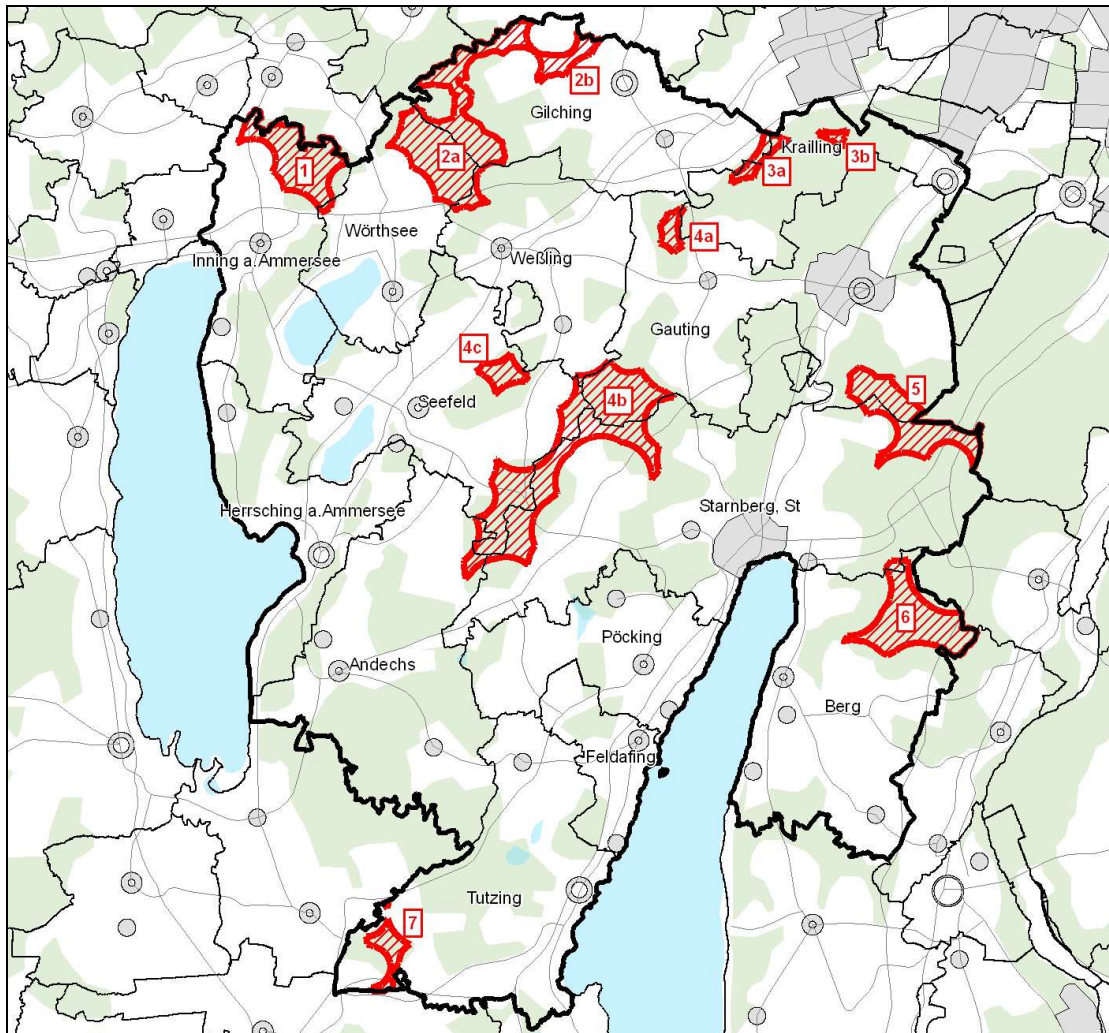 2b
Gilching
Krailling
3b
3a
2a
1
4a
Wörthsee
Weßling
Inning a. Ammersee
Gauting
4c
4b
5
Seefeld
Herrsching a.Ammersee
Starnberg, St
6
Pöcking
Andechs
Berg
Feldafing
Tutzing
7